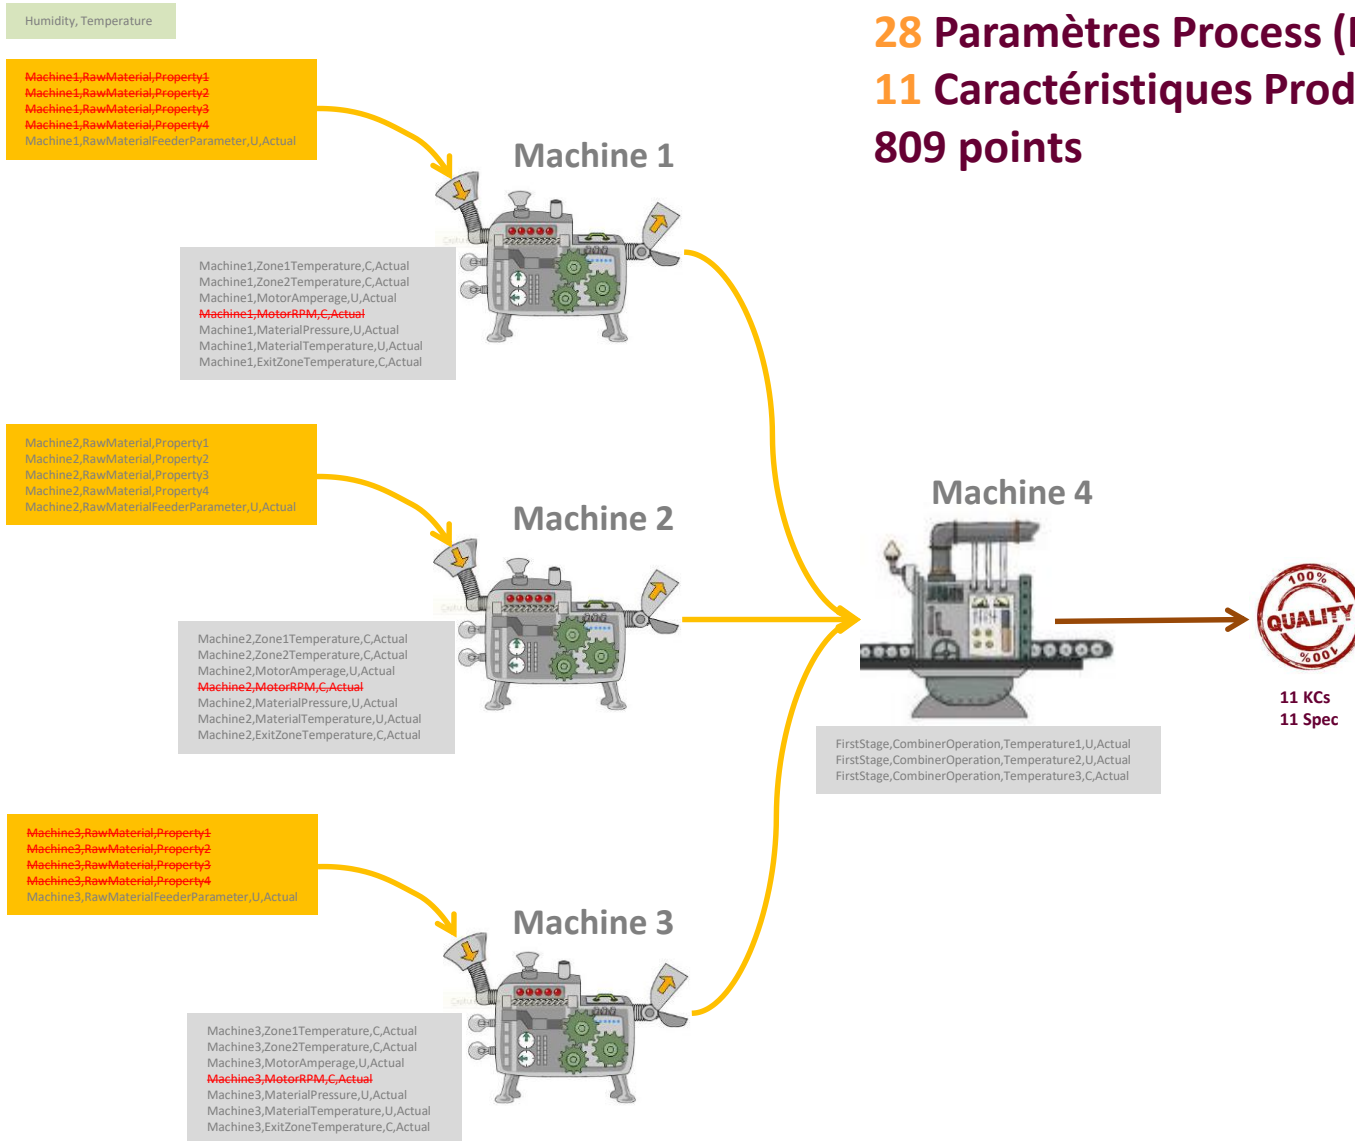 Humidity, Temperature
28 Paramètres Process (
11 Caractéristiques Prod
809 points
Machine1,RawMaterial,Property1
Machine1,RawMaterial,Property2
Machine1,RawMaterial,Property3
Machine1,RawMaterial,Property4
Machine1,RawMaterialFeederParameter,U,Actual
Machine 1
Machine1,Zone1Temperature,C,Actual
Machine1,Zone2Temperature,C,Actual
Machine1,MotorAmperage,U,Actual
Machine1,MotorRPM,C,Actual
Machine1,MaterialPressure,U,Actual
Machine1,MaterialTemperature,U,Actual
Machine1,ExitZoneTemperature,C,Actual
Machine2,RawMaterial,Property1
Machine2,RawMaterial,Property2
Machine2,RawMaterial,Property3
Machine2,RawMaterial,Property4
Machine2,RawMaterialFeederParameter,U,Actual
Machine 2
Machine2,Zone1Temperature,C,Actual
Machine2,Zone2Temperature,C,Actual
Machine2,MotorAmperage,U,Actual
Machine2,MotorRPM,C,Actual
Machine2,MaterialPressure,U,Actual
Machine2,MaterialTemperature,U,Actual
Machine2,ExitZoneTemperature,C,Actual
Machine 4
FirstStage,CombinerOperation,Temperature1,U,Actual
FirstStage,CombinerOperation,Temperature2,U,Actual
FirstStage,CombinerOperation,Temperature3,C,Actual
100%
QUALITY
100%
11 KCs
11 Spec
Machine3,RawMaterial,Property1
Machine3,RawMaterial,Property2
Machine3,RawMaterial,Property3
Machine3,RawMaterial,Property4
Machine3,RawMaterialFeederParameter,U,Actual
Machine 3
Machine3,Zone1Temperature,C,Actual
Machine3,Zone2Temperature,C,Actual
Machine3,MotorAmperage,U,Actual
Machine3,MotorRPM,C,Actual
Machine3,MaterialPressure,U,Actual
Machine3,MaterialTemperature,U,Actual
Machine3,ExitZoneTemperature,C,Actual